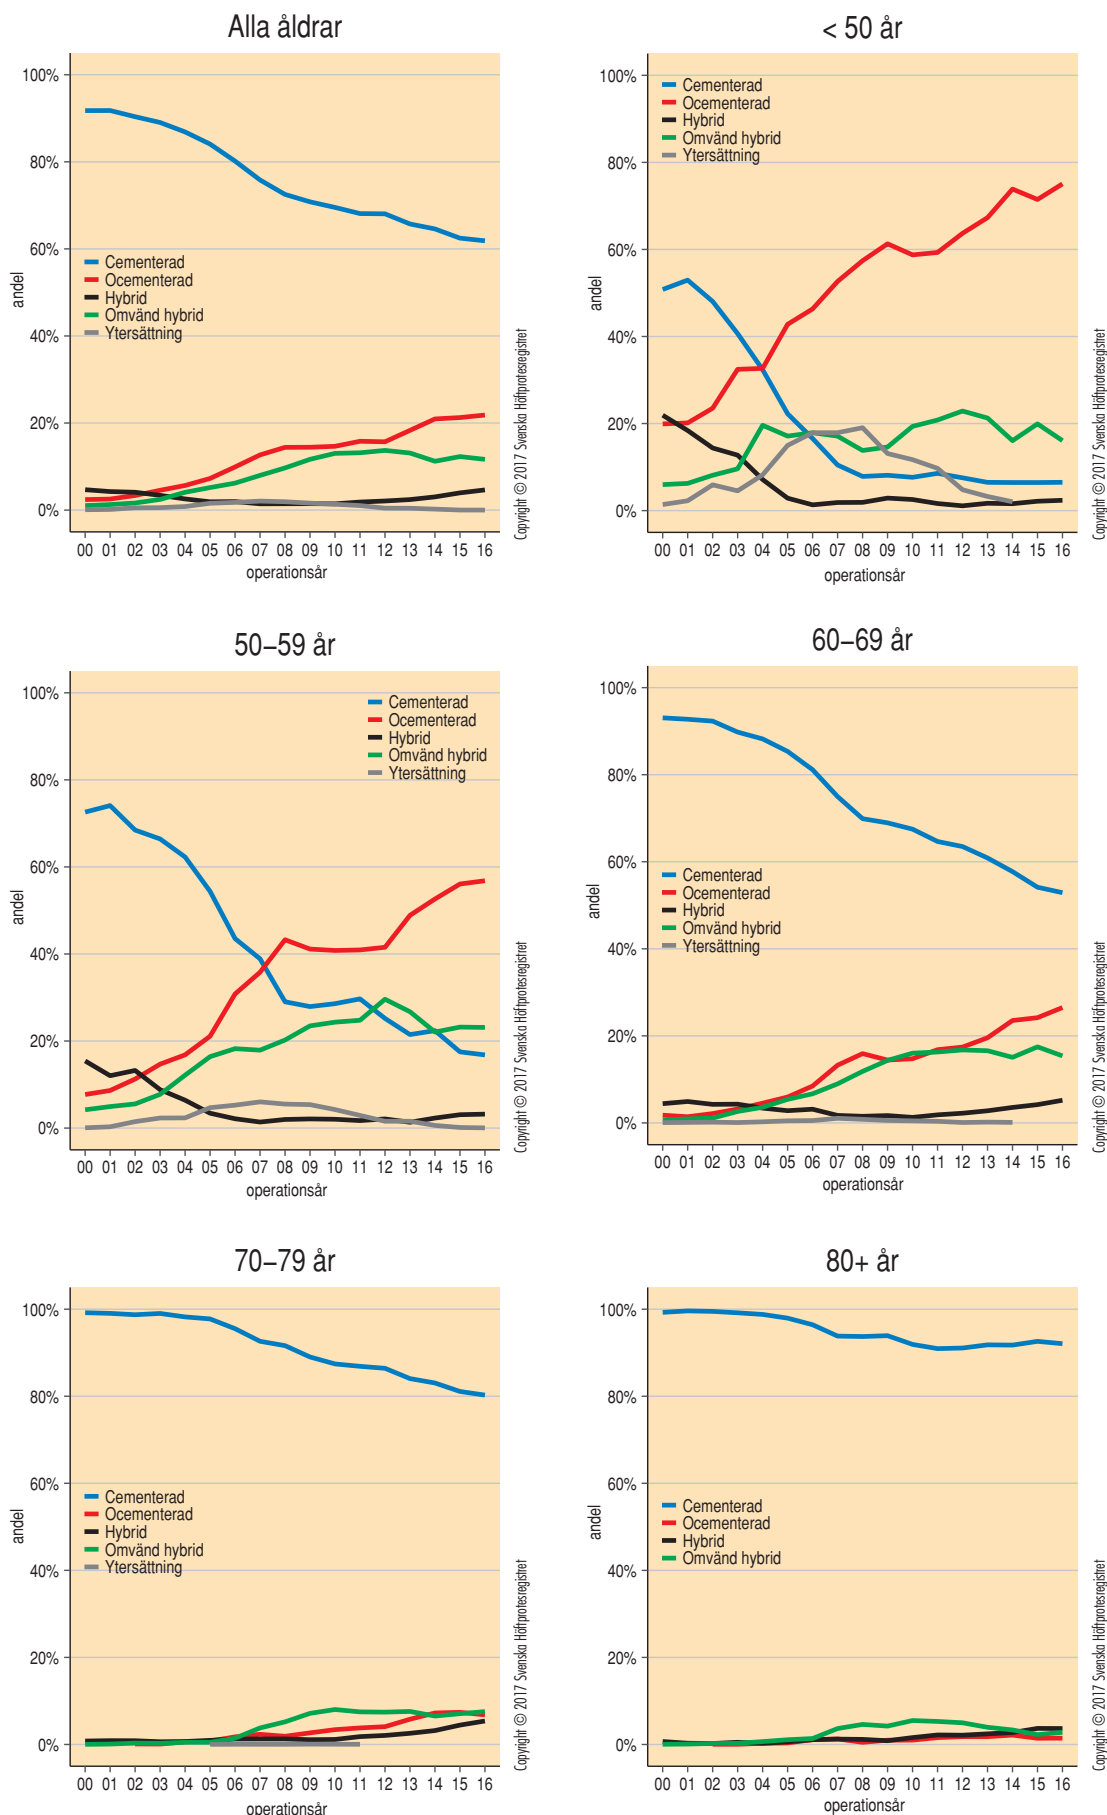 Alla åldrar
100%
80%
60%
40%
20%
0%
andel
Cementerad
Ocementerad
Hybrid
Omvänd hybrid
Ytersättning
00 01 02 03 04 05 06 07 08 09 10 11 12 13 14 15 16
operationsår
Copyright © 2017 Svenska Höftprotesregistret
< 50 år
100%
80%
60%
40%
20%
0%
andel
Cementerad
Ocementerad
Hybrid
Omvänd hybrid
Ytersättning
00 01 02 03 04 05 06 07 08 09 10 11 12 13 14 15 16
operationsår
Copyright © 2017 Svenska Höftprotesregistret
50–59 år
100%
80%
60%
40%
20%
0%
andel
Cementerad
Ocementerad
Hybrid
Omvänd hybrid
Ytersättning
00 01 02 03 04 05 06 07 08 09 10 11 12 13 14 15 16
operationsår
Copyright © 2017 Svenska Höftprotesregistret
60–69 år
100%
80%
60%
40%
20%
0%
andel
Cementerad
Ocementerad
Hybrid
Omvänd hybrid
Ytersättning
00 01 02 03 04 05 06 07 08 09 10 11 12 13 14 15 16
operationsår
Copyright © 2017 Svenska Höftprotesregistret
70–79 år
100%
80%
60%
40%
20%
0%
andel
Cementerad
Ocementerad
Hybrid
Omvänd hybrid
Ytersättning
00 01 02 03 04 05 06 07 08 09 10 11 12 13 14 15 16
operationsår
Copyright © 2017 Svenska Höftprotesregistret
80+ år
100%
80%
60%
40%
20%
0%
andel
Cementerad
Ocementerad
Hybrid
Omvänd hybrid
00 01 02 03 04 05 06 07 08 09 10 11 12 13 14 15 16
operationsår
Copyright © 2017 Svenska Höftprotesregistret